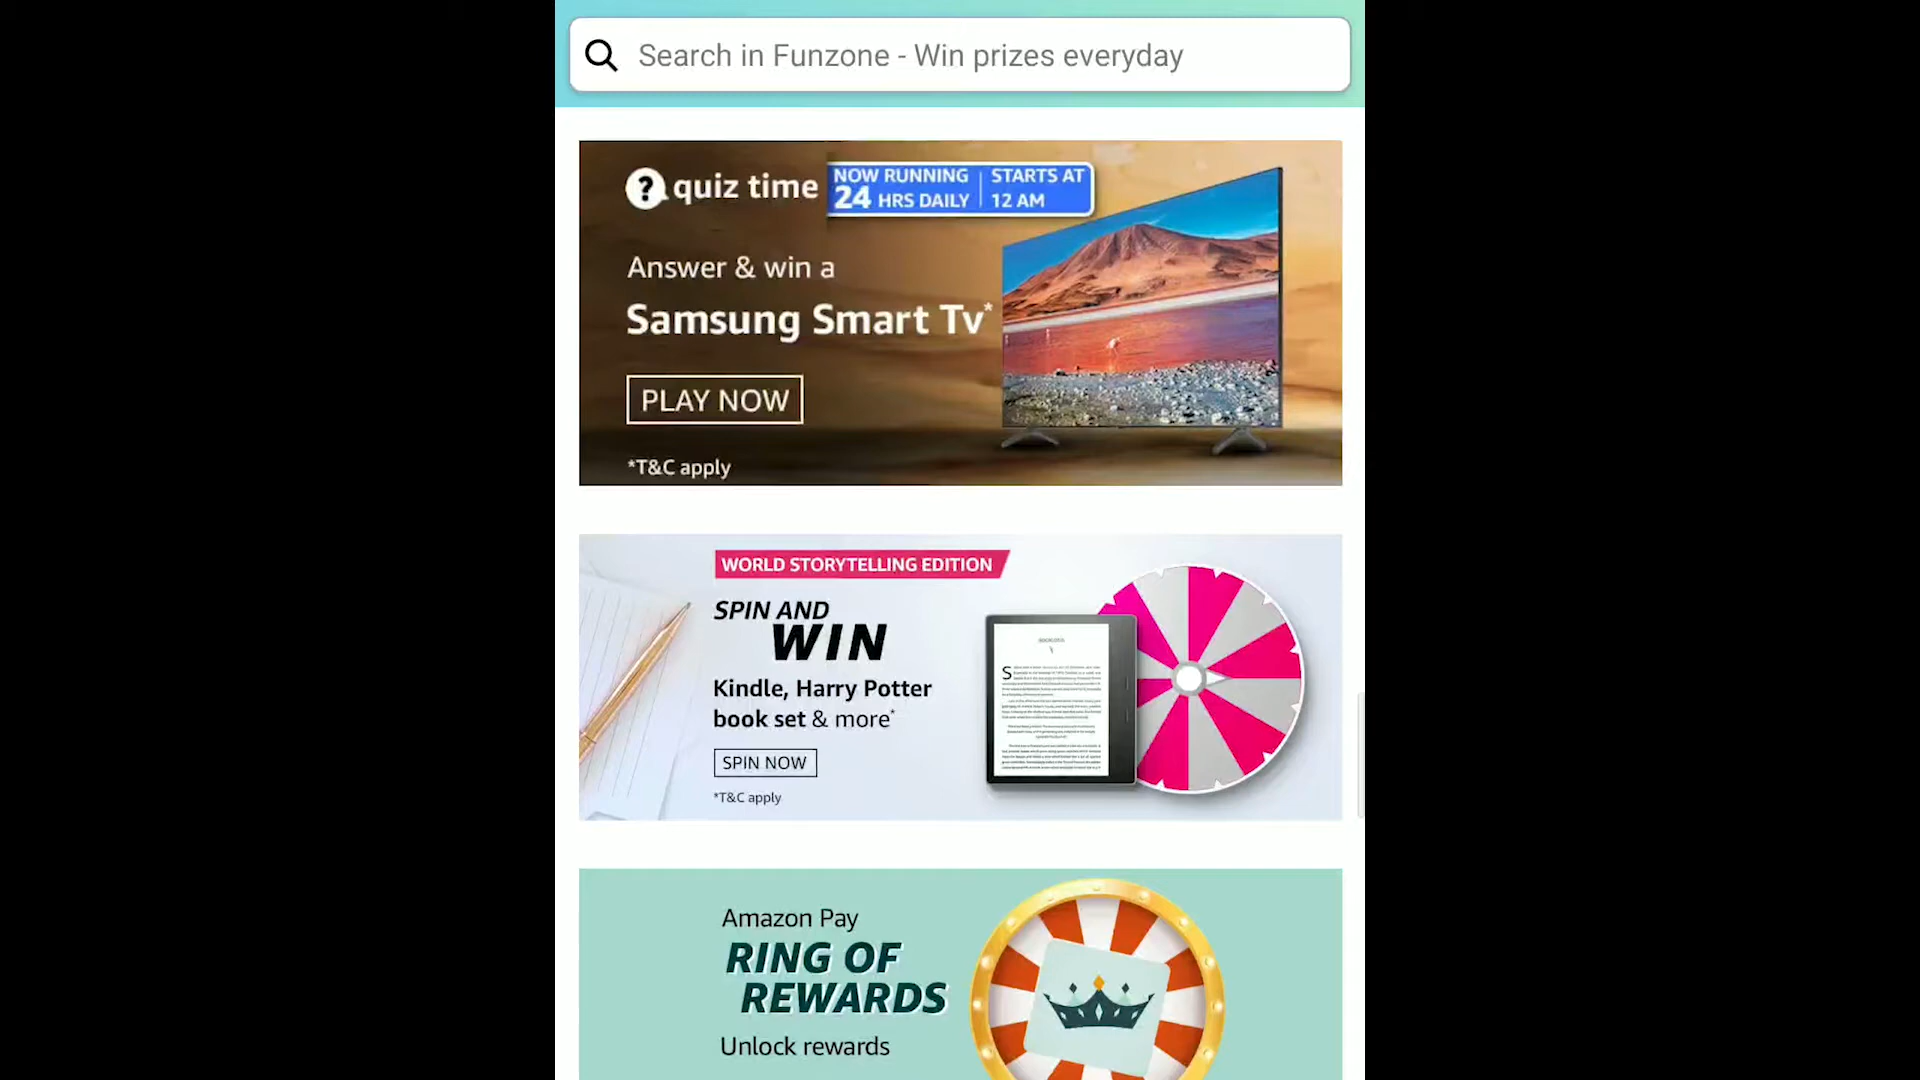 Search in Funzone - Win prizes everyday
? quiz time
NOW RUNNING
24 HRS DAILY
STARTS AT
12 AM
Answer & win a
Samsung Smart Tv*
PLAY NOW
*T&C apply
WORLD STORYTELLING EDITION
SPIN AND
WIN
Kindle, Harry Potter
book set & more*
SPIN NOW
*T&C apply
Amazon Pay
RING OF
REWARDS
Unlock rewards